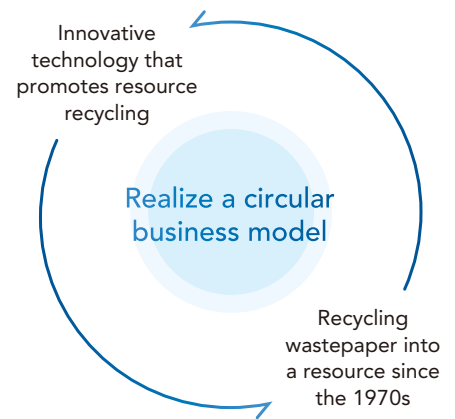 Innovative
technology that
promotes resource
recycling
Realize a circular
business model
Recycling
wastepaper into
a resource since
the 1970s